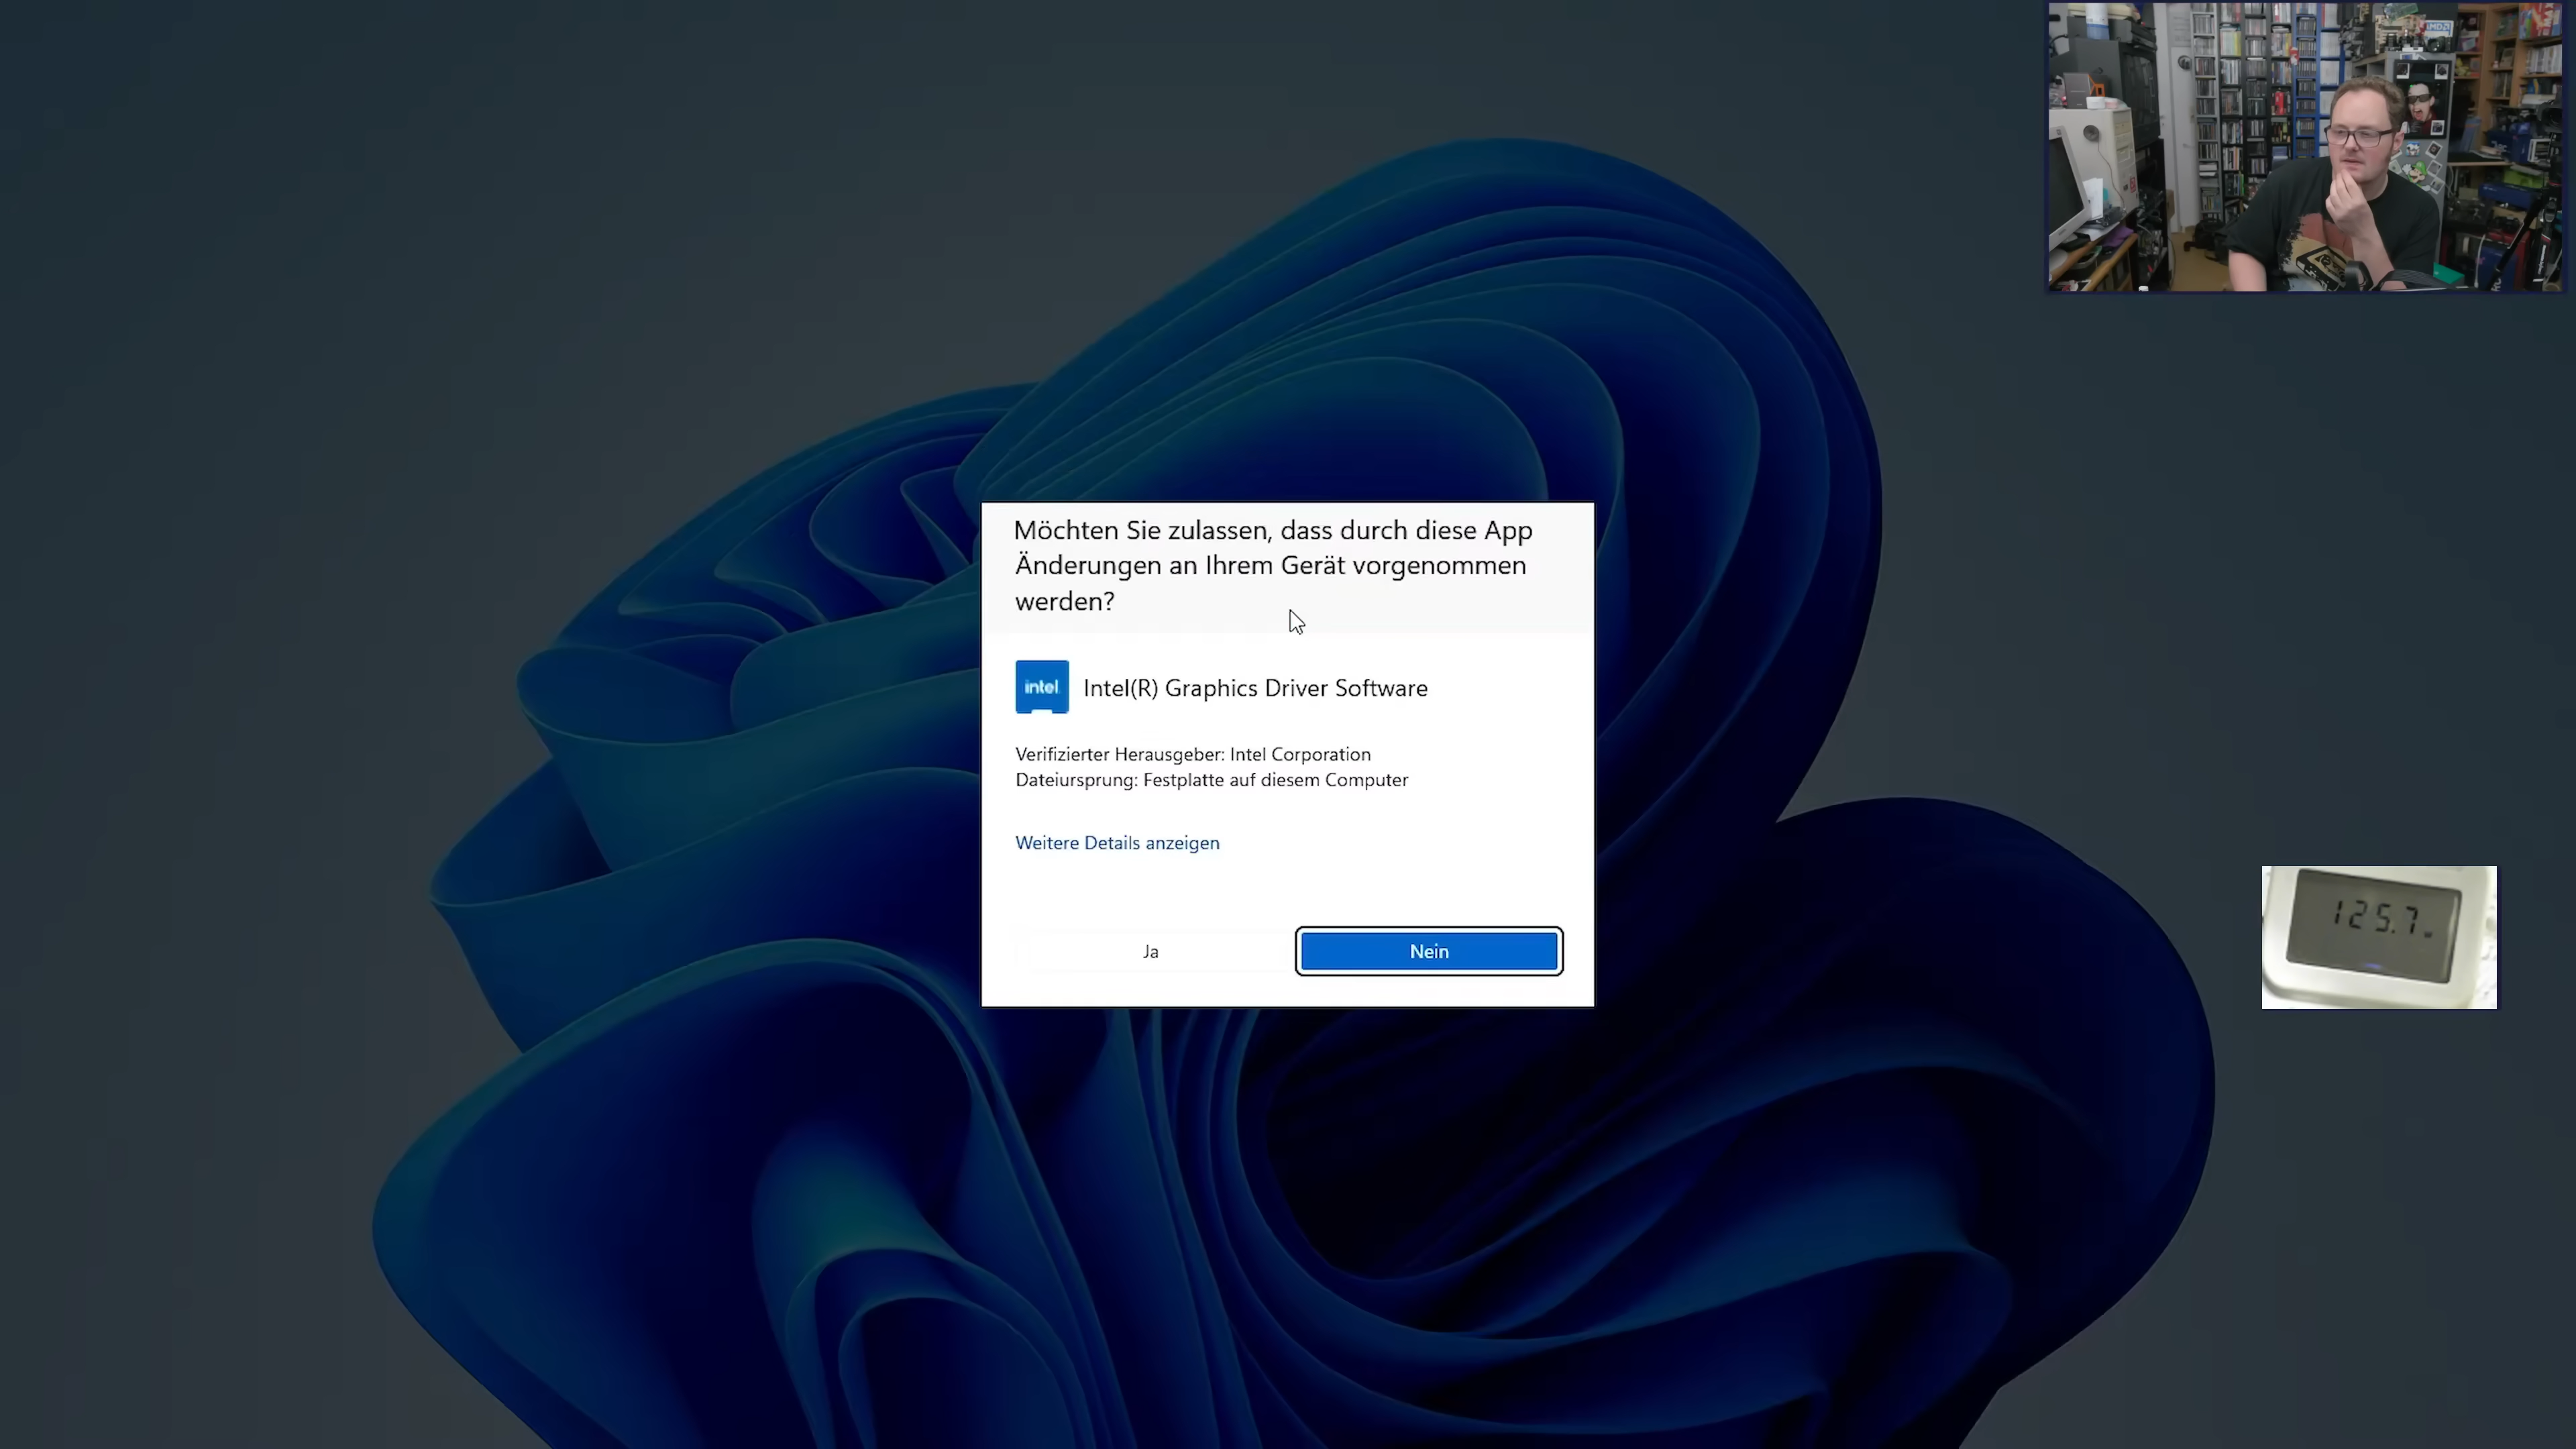 Möchten Sie zulassen, dass durch diese App
Änderungen an Ihrem Gerät vorgenommen
werden?
intel
Intel(R) Graphics Driver Software
Verifizierter Herausgeber: Intel Corporation
Dateiursprung: Festplatte auf diesem Computer
Weitere Details anzeigen
Ja
Nein
125.7 w